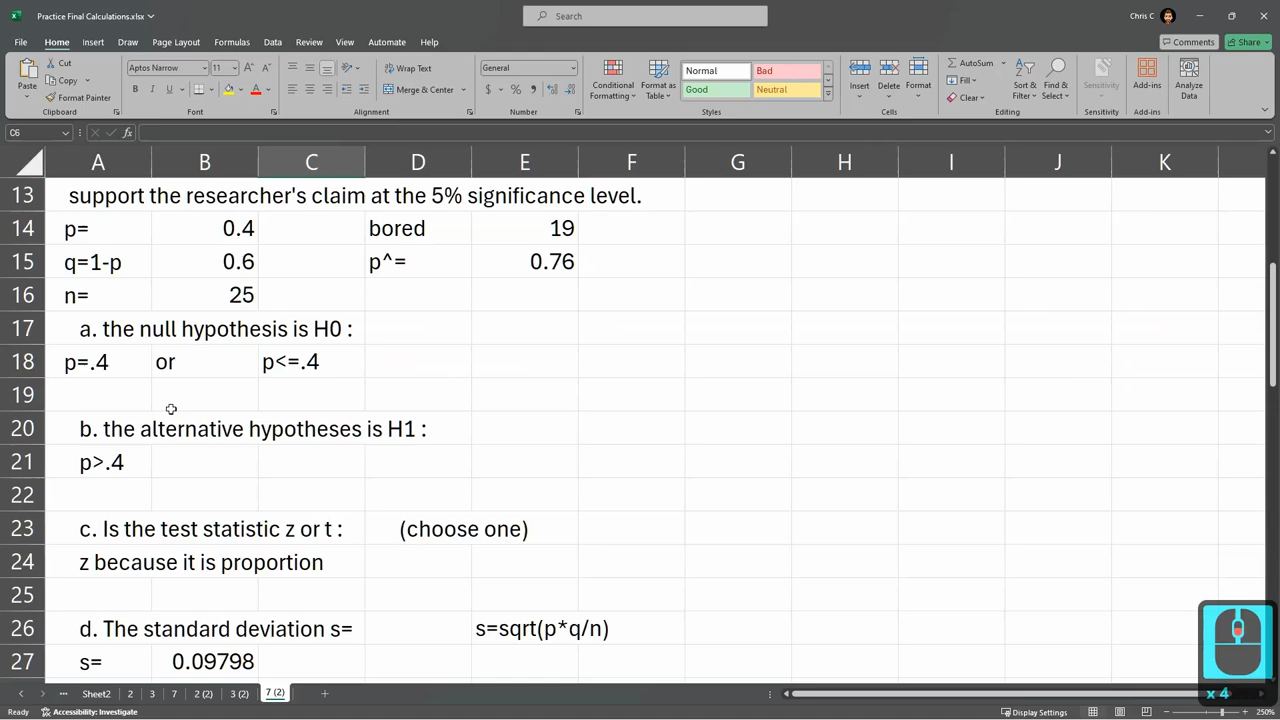 Practice Final Calculations.xlsx
Search
Chris C
File Home Insert Draw Page Layout Formulas Data Review View Automate Help
Comments Share
Paste
Cut
Copy
Format Painter
Clipboard
Aptos Narrow 11
B I U
Font
Wrap Text
Merge & Center
Alignment
General
$ % ,
Number
Conditional Formatting
Format as Table
Normal Bad
Good Neutral
Styles
Insert Delete Format
Cells
AutoSum
Fill
Clear
Sort & Filter
Find & Select
Editing
Sensitivity
Sensitivity
Add-ins
Add-ins
Analyze Data
C6 fx
A B C D E F G H I J K
13 support the researcher's claim at the 5% significance level.
14 p= 0.4 bored 19
15 q=1-p 0.6 p^= 0.76
16 n= 25
17 a. the null hypothesis is H0 :
18 p=.4 or p<=.4
19
20 b. the alternative hypotheses is H1 :
21 p>.4
22
23 c. Is the test statistic z or t : (choose one)
24 z because it is proportion
25
26 d. The standard deviation s= s=sqrt(p*q/n)
27 s= 0.09798
x 4
... Sheet2 2 3 7 2 (2) 3 (2) 7 (2)
Ready Accessibility: Investigate Display Settings 250%